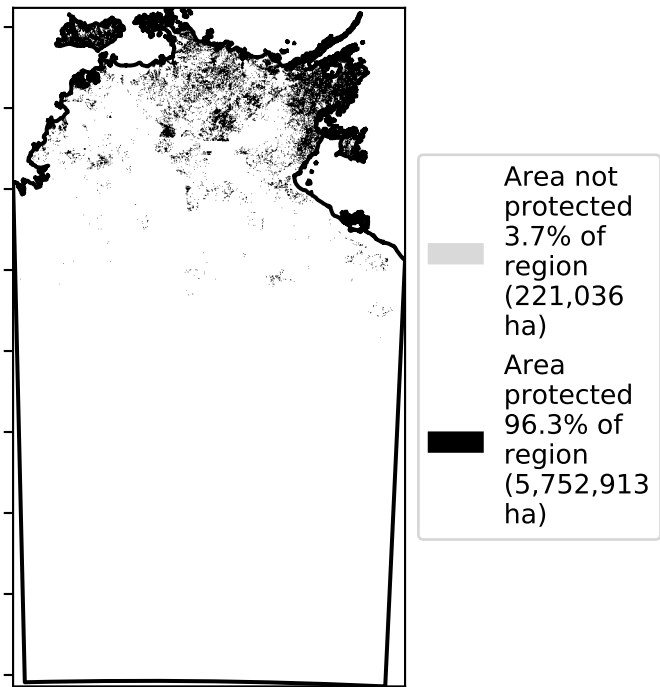 Area not
protected
3.7% of
region
(221,036
ha)
Area
protected
96.3% of
region
(5,752,913
ha)